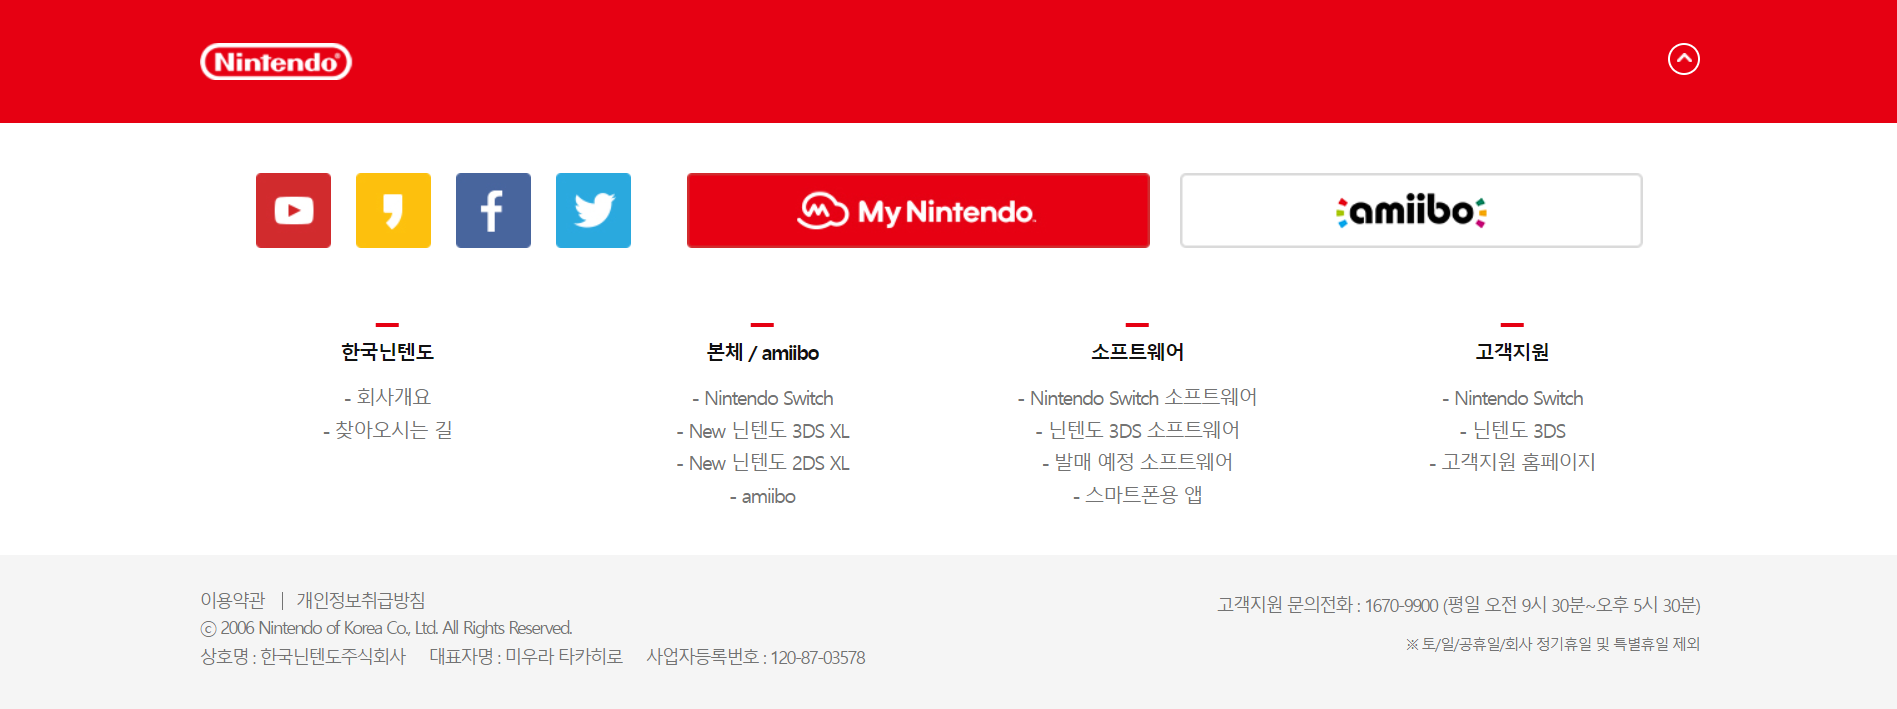 Nintendo®
My Nintendo™
amiibo
한국닌텐도
- 회사개요
- 찾아오시는 길
본체 / amiibo
- Nintendo Switch
- New 닌텐도 3DS XL
- New 닌텐도 2DS XL
- amiibo
소프트웨어
- Nintendo Switch 소프트웨어
- 닌텐도 3DS 소프트웨어
- 발매 예정 소프트웨어
- 스마트폰용 앱
고객지원
- Nintendo Switch
- 닌텐도 3DS
- 고객지원 홈페이지
이용약관 | 개인정보취급방침
ⓒ 2006 Nintendo of Korea Co., Ltd. All Rights Reserved.
상호명 : 한국닌텐도주식회사 대표자명 : 미우라 타카히로 사업자등록번호 : 120-87-03578
고객지원 문의전화 : 1670-9900 (평일 오전 9시 30분~오후 5시 30분)
※ 토/일/공휴일/회사 정기휴일 및 특별휴일 제외